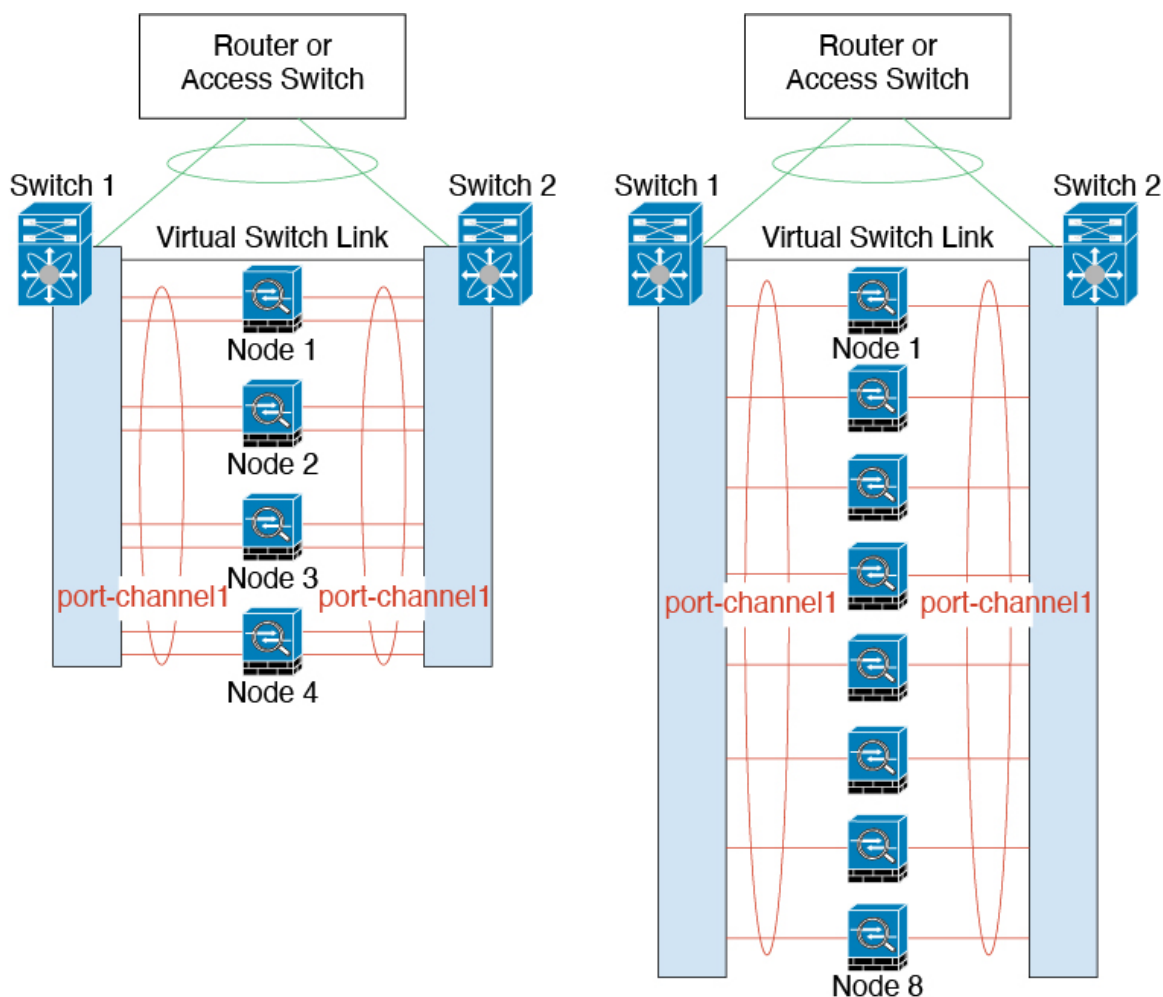 Router or
Access Switch
Switch 1
Switch 2
Virtual Switch Link
Node 1
Node 2
Node 3
port-channel1
port-channel1
Node 4
Router or
Access Switch
Switch 1
Switch 2
Virtual Switch Link
Node 1
port-channel1
port-channel1
Node 8